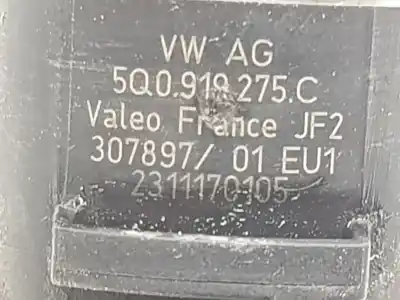 VW AG
5Q0.919.275.C
Valeo France JF2
307897/ 01 EU1
2311170105